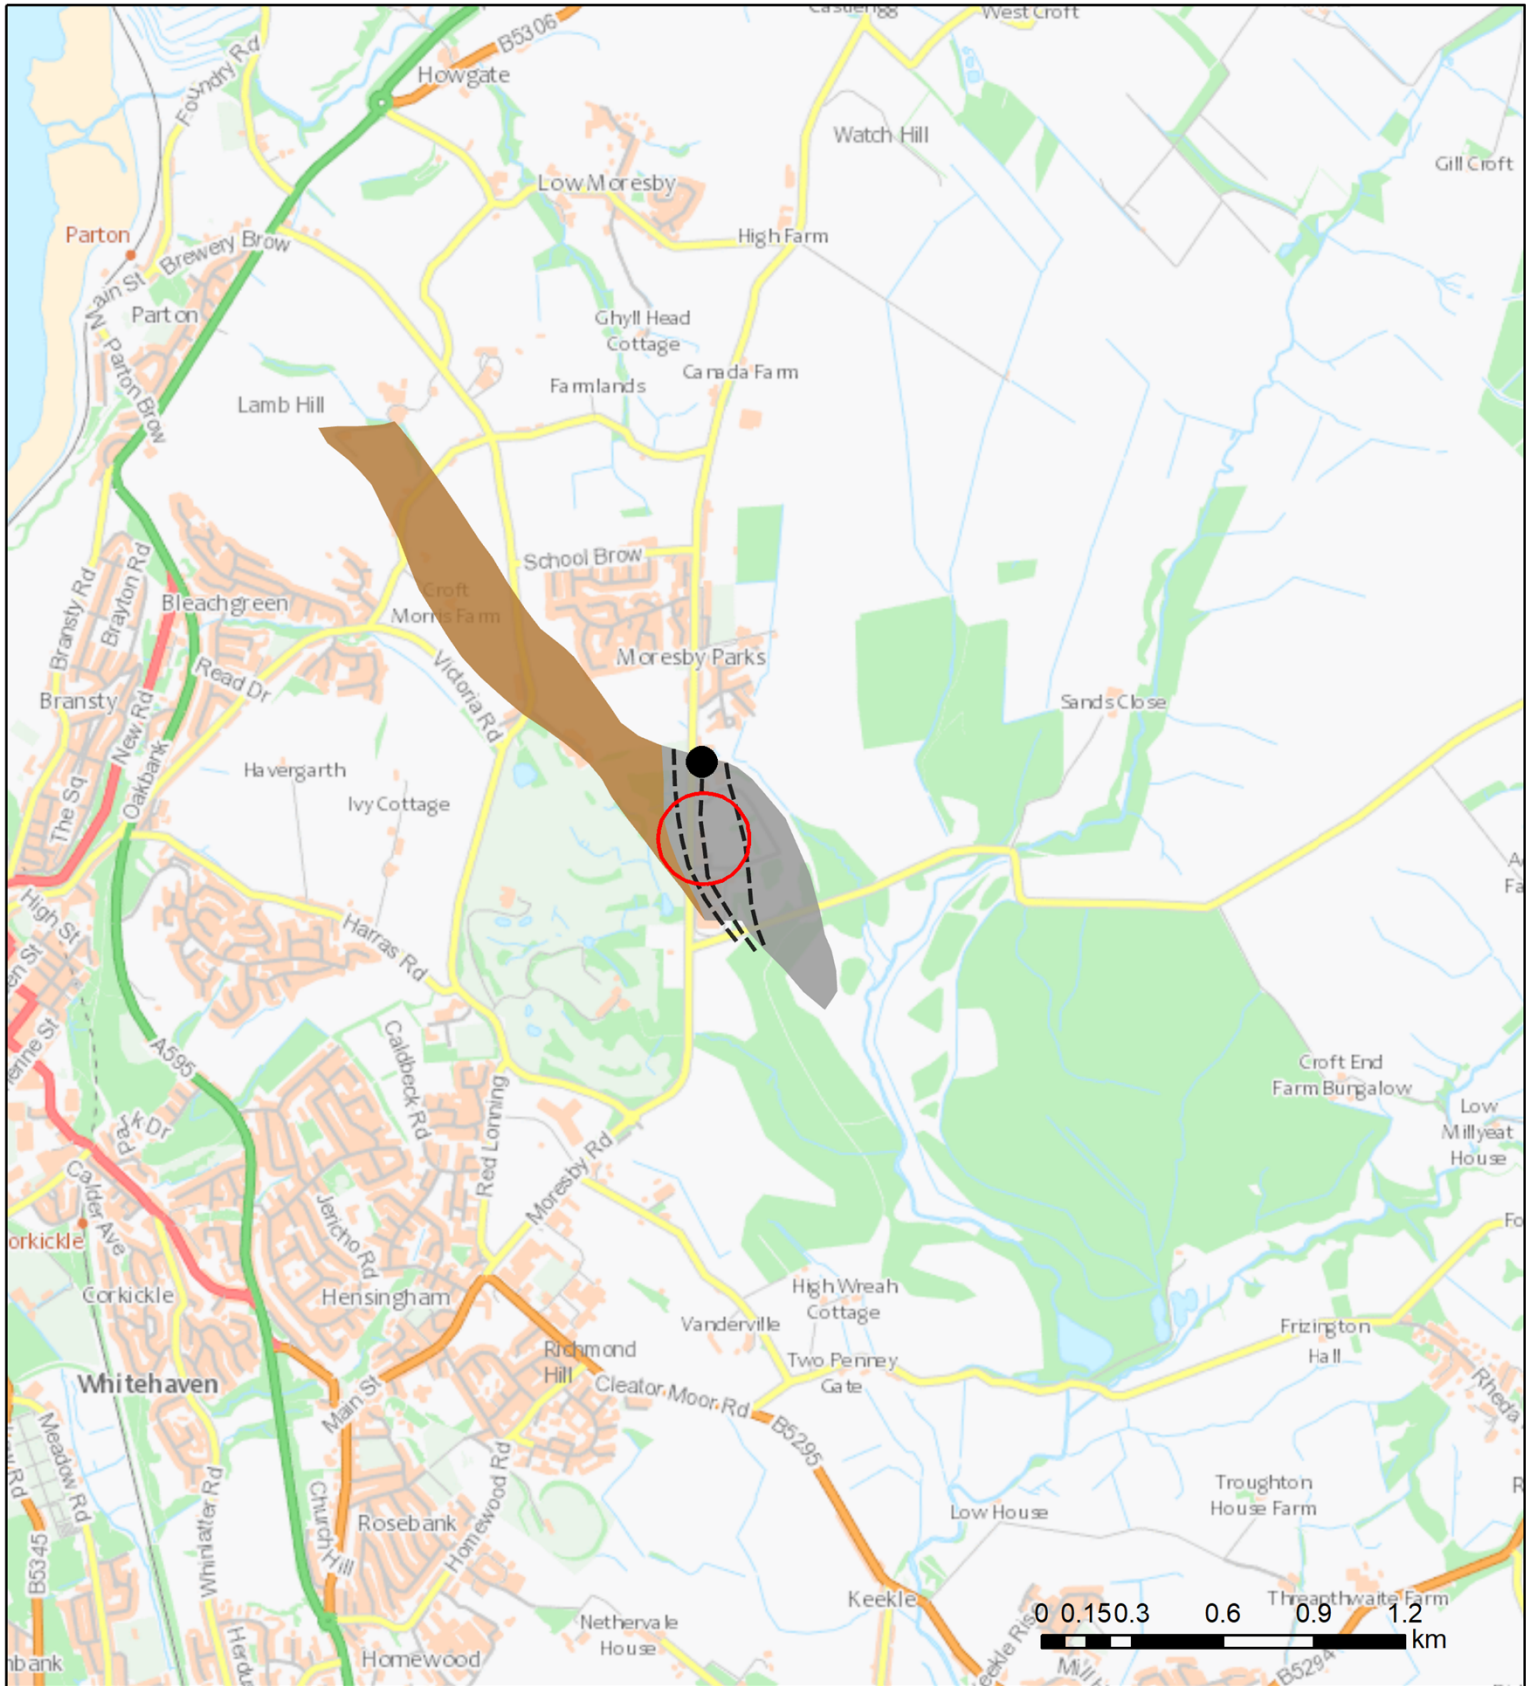 West Croft
B5306
Howgate
Foundry Rd
Watch Hill
Gill Croft
Low Moresby
Parton
High Farm
Brewery Brow
Parton
Ghyll Head
Cottage
Parton Brow
Canada Farm
Farmlands
Lamb Hill
School Brow
Croft
Morris Farm
Brayton Rd
Bransty Rd
Bleachgreen
Moresby Parks
Read Dr
Victoria Rd
Bransty
New Rd
Sands Close
Havergarth
Oakbank
Ivy Cottage
The Sq
High St
Harras Rd
A595
Caldbeck Rd
Croft End
Farm Bungalow
Red Lonning
Low
Millyeat
House
Park Dr
Moresby Rd
Calder Ave
Jericho Rd
orkickle
Corkickle
Hensingham
High Wreah
Cottage
Vanderville
Frizington
Hall
Richmond
Hill
Two Penney
Gate
Whitehaven
Main St
Cleator Moor Rd
Rheda
Meadow Rd
B5295
Whinlatter Rd
Church Hill
Rosebank
Homewood Rd
Troughton
House Farm
Low House
B5345
Keekle
Threapthwaite Farm
0 0.15 0.3 0.6 0.9 1.2
km
Nethervale
House
Homewood
B5294